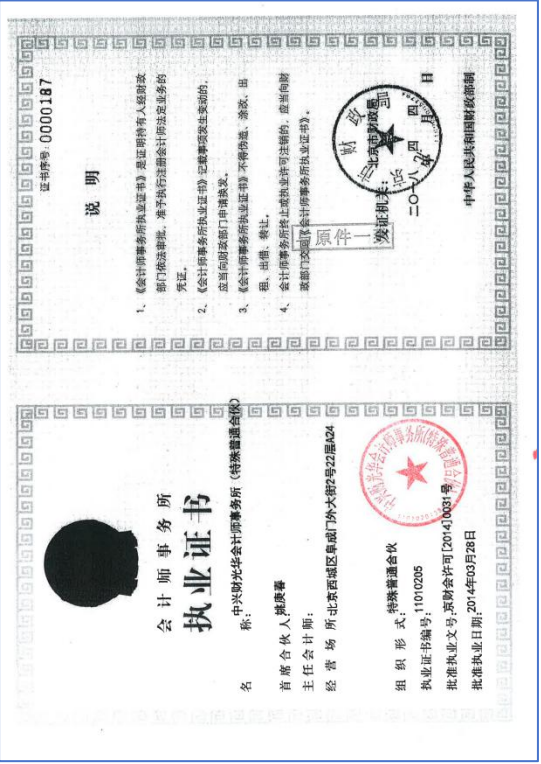 会计师事务所
执业证书
名 称：中兴财光华会计师事务所（特殊普通合伙）
首席合伙人：姚庚春
主任会计师：
经营场所：北京西城区阜成门外大街2号22层A24
组织形式：特殊普通合伙
执业证书编号：11010205
批准执业文号：京财会许可[2014]0031号
批准执业日期：2014年03月28日
证书序号：0000187
说 明
1、《会计师事务所执业证书》是证明持有人经财政
部门依法审批，准予执行注册会计师法定业务的
凭证。
2、《会计师事务所执业证书》记载事项发生变动的，
应当向财政部门申请换发。
3、《会计师事务所执业证书》不得伪造、涂改、出
租、出借、转让。
4、会计师事务所终止或执业许可注销的，应当向财
政部门交回《会计师事务所执业证书》。
原件一
发证机关：北京市财政局
二〇一八年四月 日
中华人民共和国财政部制